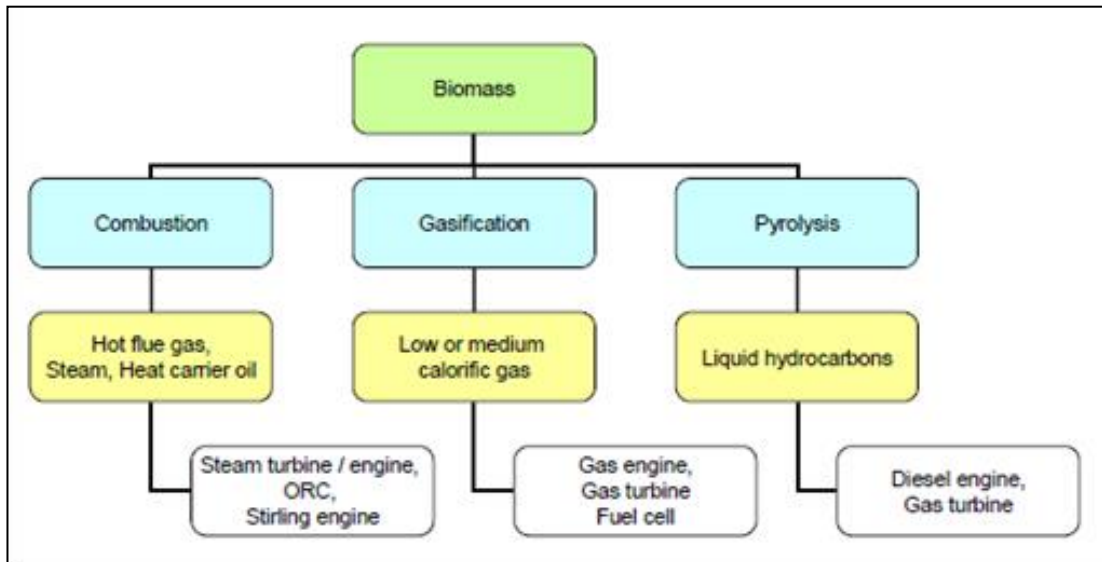 Biomass
Combustion
Gasification
Pyrolysis
Hot flue gas,
Steam, Heat carrier oil
Low or medium
calorific gas
Liquid hydrocarbons
Steam turbine / engine,
ORC,
Stirling engine
Gas engine,
Gas turbine
Fuel cell
Diesel engine,
Gas turbine